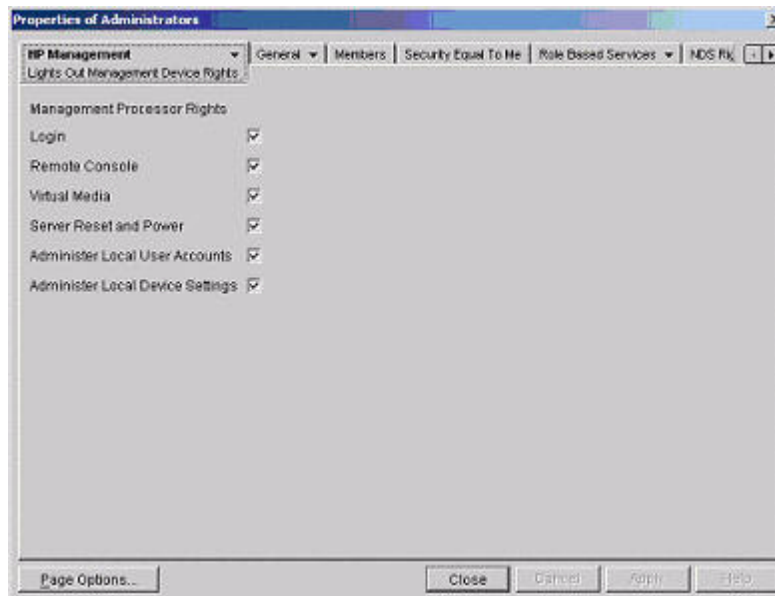 Properties of Administrators
HP Management
General
Members
Security Equal To Me
Role Based Services
NDS Rig
Lights Out Management Device Rights
Management Processor Rights
Login
Remote Console
Virtual Media
Server Reset and Power
Administer Local User Accounts
Administer Local Device Settings
Page Options...
Close
Cancel
Apply
Help